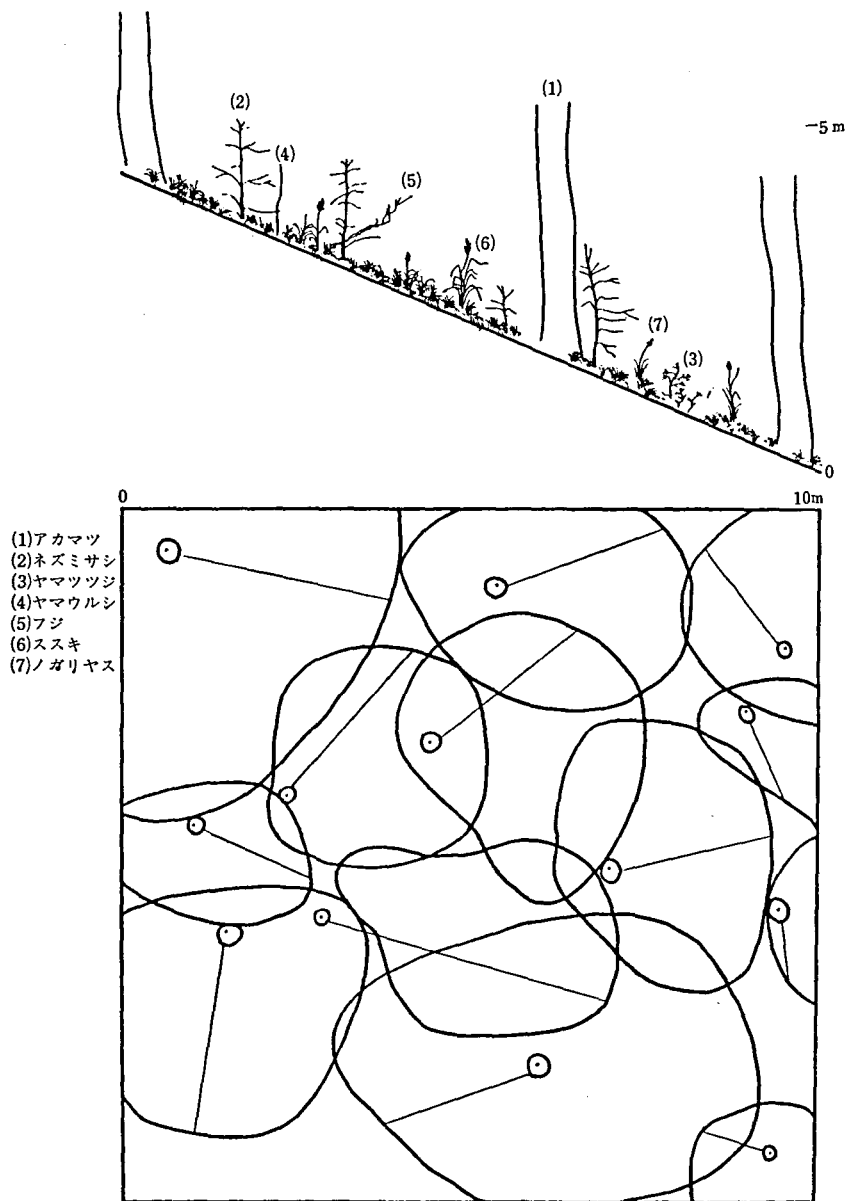 (1)
(2)
−5 m
(4)
(5)
(6)
(7)
(3)
0
0
10m
(1)アカマツ
(2)ネズミサシ
(3)ヤマツツジ
(4)ヤマウルシ
(5)フジ
(6)ススキ
(7)ノガリヤス